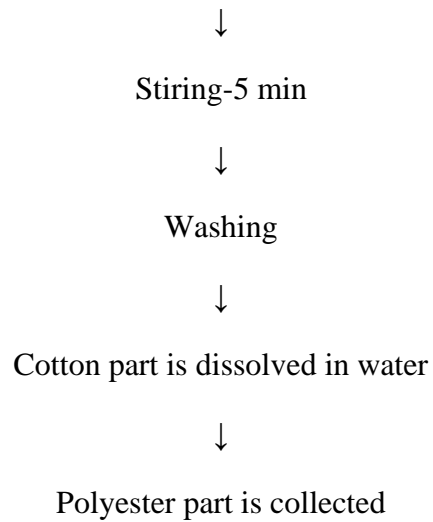 ↓
Stiring-5 min
↓
Washing
↓
Cotton part is dissolved in water
↓
Polyester part is collected